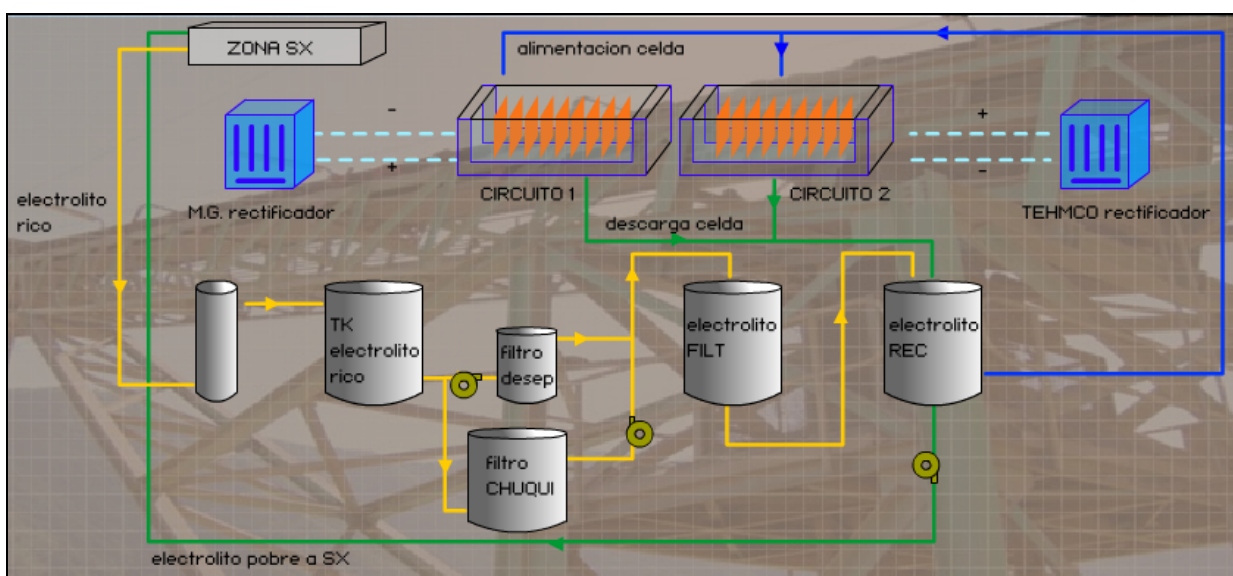 ZONA SX
alimentacion celda
-
+
+
-
CIRCUITO 1
CIRCUITO 2
M.G. rectificador
TEHMCO rectificador
electrolito
rico
descarga celda
TK
electrolito
rico
filtro
desep
filtro
CHUQUI
electrolito
FILT
electrolito
REC
electrolito pobre a SX